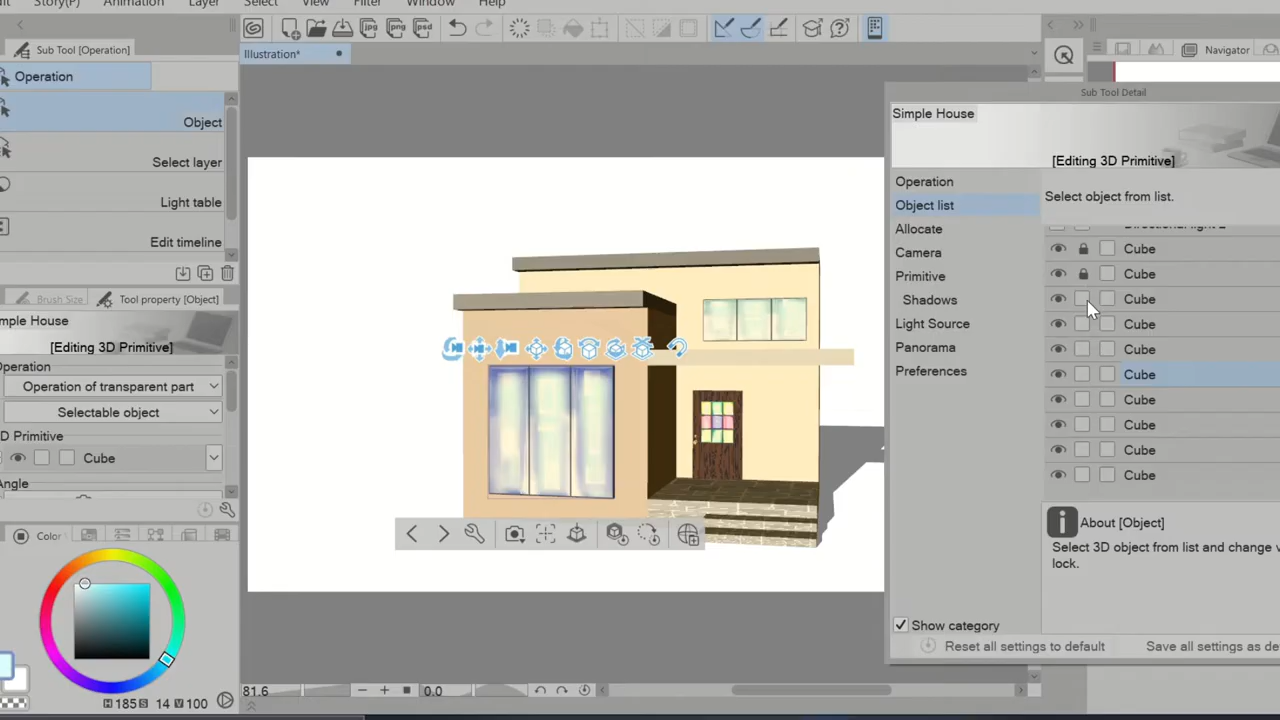 Story(P)
Animation
Layer
Select
View
Filter
Window
Help
Sub Tool [Operation]
Illustration*
Navigator
Operation
Object
Select layer
Light table
Edit timeline
Brush Size
Tool property [Object]
mple House
[Editing 3D Primitive]
Operation
Operation of transparent part
Selectable object
D Primitive
Cube
Angle
Color
185 S 14 V 100
81.6
0.0
Sub Tool Detail
Simple House
[Editing 3D Primitive]
Operation
Object list
Allocate
Camera
Primitive
Shadows
Light Source
Panorama
Preferences
Select object from list.
Directional light 2
Cube
Cube
Cube
Cube
Cube
Cube
Cube
Cube
Cube
Cube
About [Object]
Select 3D object from list and change v
lock.
Show category
Reset all settings to default
Save all settings as de